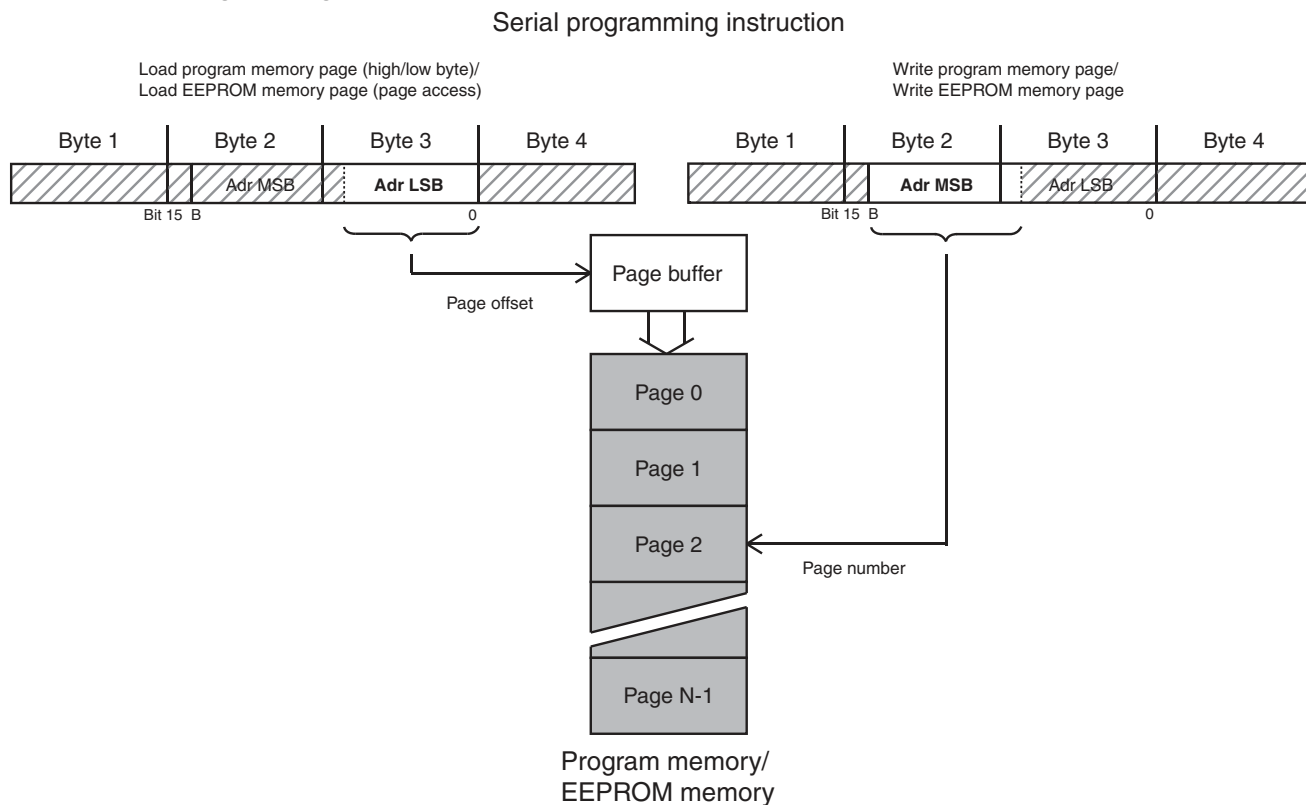 Serial programming instruction
Load program memory page (high/low byte)/
Load EEPROM memory page (page access)
Write program memory page/
Write EEPROM memory page
Byte 1 Byte 2 Byte 3 Byte 4
Byte 1 Byte 2 Byte 3 Byte 4
Adr MSB Adr LSB
Adr MSB Adr LSB
Bit 15 B 0
Bit 15 B 0
Page buffer
Page offset
Page 0
Page 1
Page 2
Page number
Page N-1
Program memory/
EEPROM memory